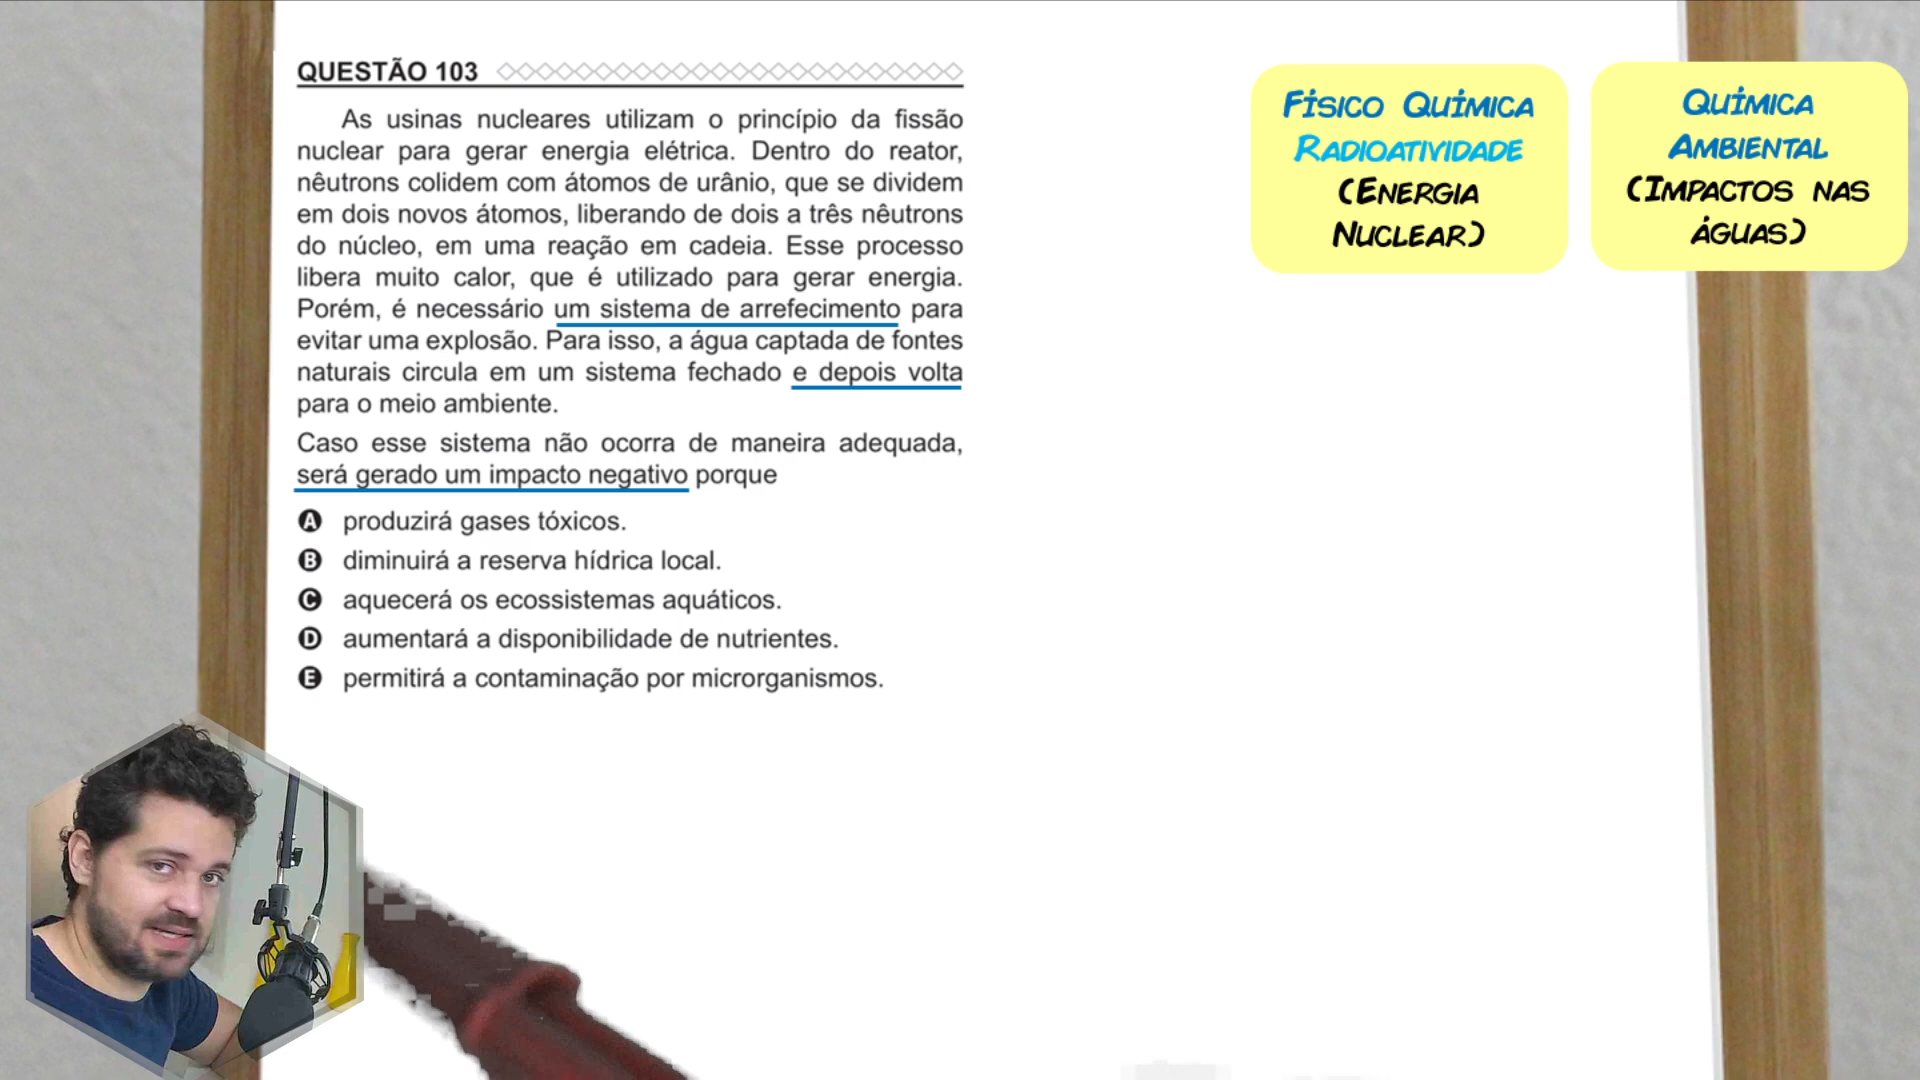 QUESTÃO 103
As usinas nucleares utilizam o princípio da fissão
nuclear para gerar energia elétrica. Dentro do reator,
nêutrons colidem com átomos de urânio, que se dividem
em dois novos átomos, liberando de dois a três nêutrons
do núcleo, em uma reação em cadeia. Esse processo
libera muito calor, que é utilizado para gerar energia.
Porém, é necessário um sistema de arrefecimento para
evitar uma explosão. Para isso, a água captada de fontes
naturais circula em um sistema fechado e depois volta
para o meio ambiente.
Caso esse sistema não ocorra de maneira adequada,
será gerado um impacto negativo porque
A produzirá gases tóxicos.
B diminuirá a reserva hídrica local.
C aquecerá os ecossistemas aquáticos.
D aumentará a disponibilidade de nutrientes.
E permitirá a contaminação por microrganismos.
FÍSICO QUÍMICA
RADIOATIVIDADE
(ENERGIA
NUCLEAR)
QUÍMICA
AMBIENTAL
(IMPACTOS NAS
ÁGUAS)